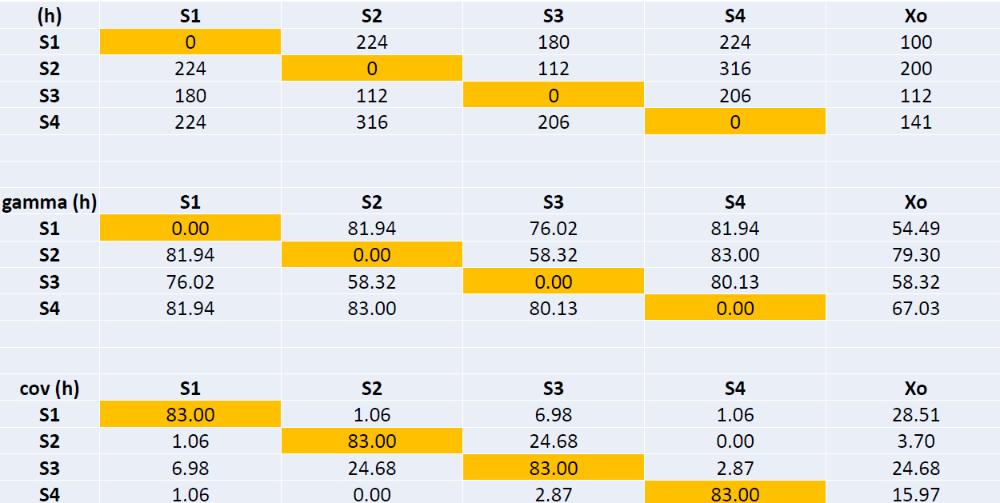 (h) S1 S2 S3 S4 Xo
S1 0 224 180 224 100
S2 224 0 112 316 200
S3 180 112 0 206 112
S4 224 316 206 0 141
gamma (h) S1 S2 S3 S4 Xo
S1 0.00 81.94 76.02 81.94 54.49
S2 81.94 0.00 58.32 83.00 79.30
S3 76.02 58.32 0.00 80.13 58.32
S4 81.94 83.00 80.13 0.00 67.03
cov (h) S1 S2 S3 S4 Xo
S1 83.00 1.06 6.98 1.06 28.51
S2 1.06 83.00 24.68 0.00 3.70
S3 6.98 24.68 83.00 2.87 24.68
S4 1.06 0.00 2.87 83.00 15.97